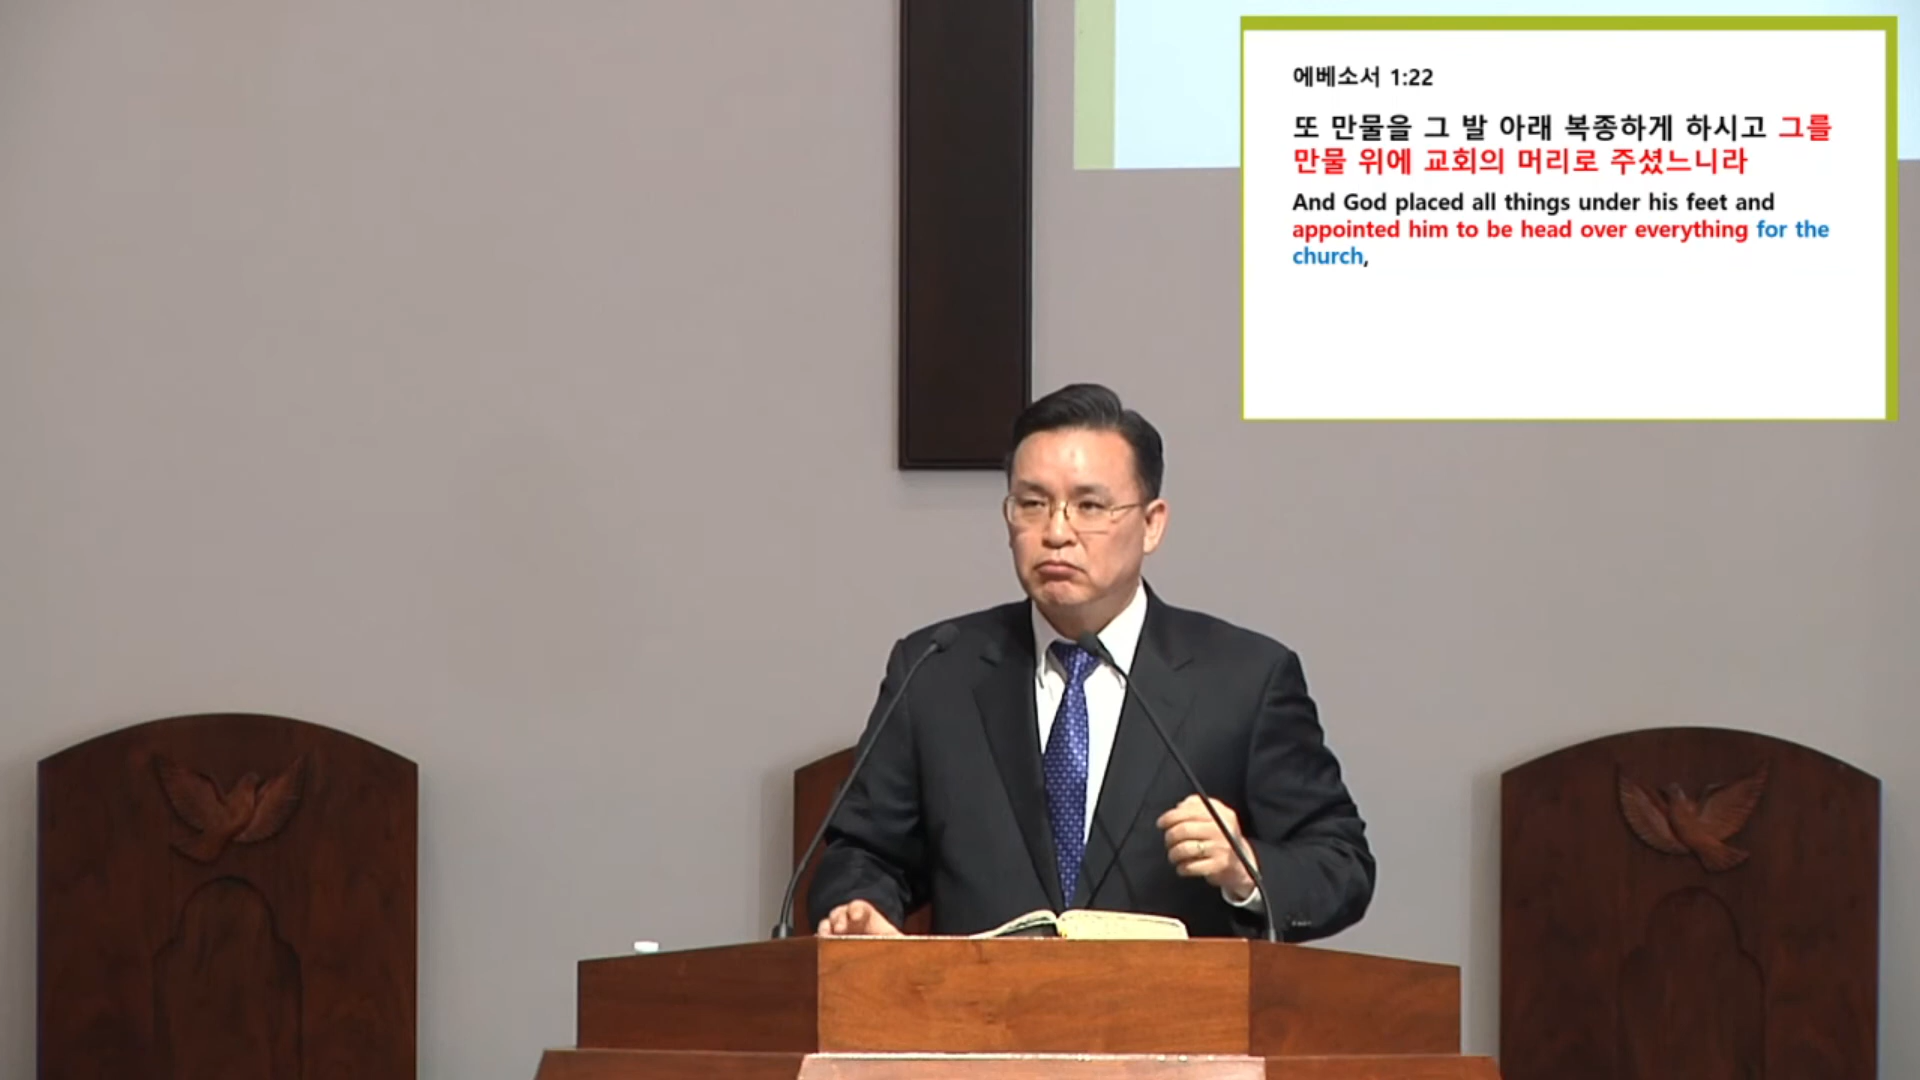 에베소서 1:22
또 만물을 그 발 아래 복종하게 하시고 그를
만물 위에 교회의 머리로 주셨느니라
And God placed all things under his feet and
appointed him to be head over everything for the
church,